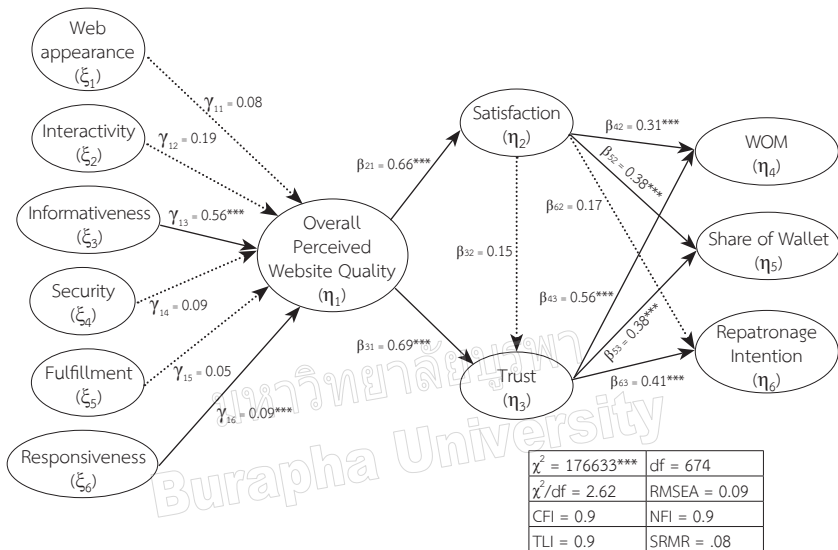 Web
appearance
(ξ₁)
γ₁₁ = 0.08
Interactivity
(ξ₂)
γ₁₂ = 0.19
Informativeness
(ξ₃)
γ₁₃ = 0.56***
Security
(ξ₄)
γ₁₄ = 0.09
Fulfillment
(ξ₅)
γ₁₅ = 0.05
Responsiveness
(ξ₆)
γ₁₆ = 0.09***
Overall
Perceived
Website Quality
(η₁)
β₂₁ = 0.66***
β₃₁ = 0.69***
Satisfaction
(η₂)
β₃₂ = 0.15
Trust
(η₃)
β₄₂ = 0.31***
β₅₂ = 0.38***
β₆₂ = 0.17
β₄₃ = 0.56***
β₅₃ = 0.38***
β₆₃ = 0.41***
WOM
(η₄)
Share of Wallet
(η₅)
Repatronage
Intention
(η₆)
มหาวิทยาลัยบูรพา
Burapha University
χ² = 176633*** df = 674
χ²/df = 2.62 RMSEA = 0.09
CFI = 0.9 NFI = 0.9
TLI = 0.9 SRMR = .08